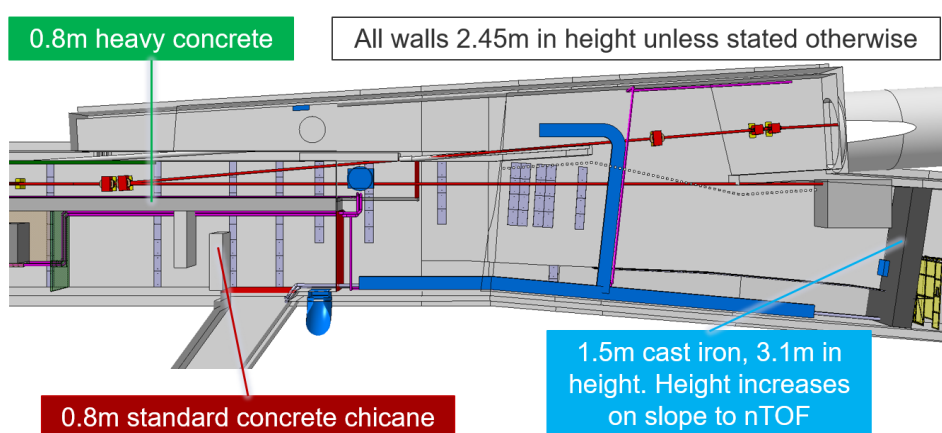 0.8m heavy concrete
All walls 2.45m in height unless stated otherwise
0.8m standard concrete chicane
1.5m cast iron, 3.1m in
height. Height increases
on slope to nTOF